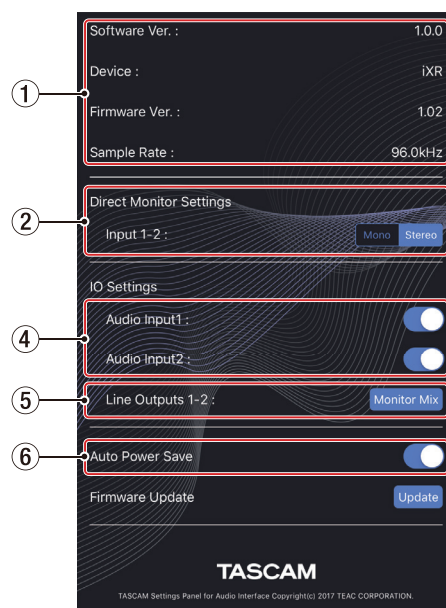 Software Ver. : 1.0.0
① Device : iXR
Firmware Ver. : 1.02
Sample Rate : 96.0kHz
② Direct Monitor Settings
Input 1-2 : Mono Stereo
IO Settings
④ Audio Input1 :
Audio Input2 :
⑤ Line Outputs 1-2 : Monitor Mix
⑥ Auto Power Save
Firmware Update Update
TASCAM
TASCAM Settings Panel for Audio Interface Copyright(c) 2017 TEAC CORPORATION.